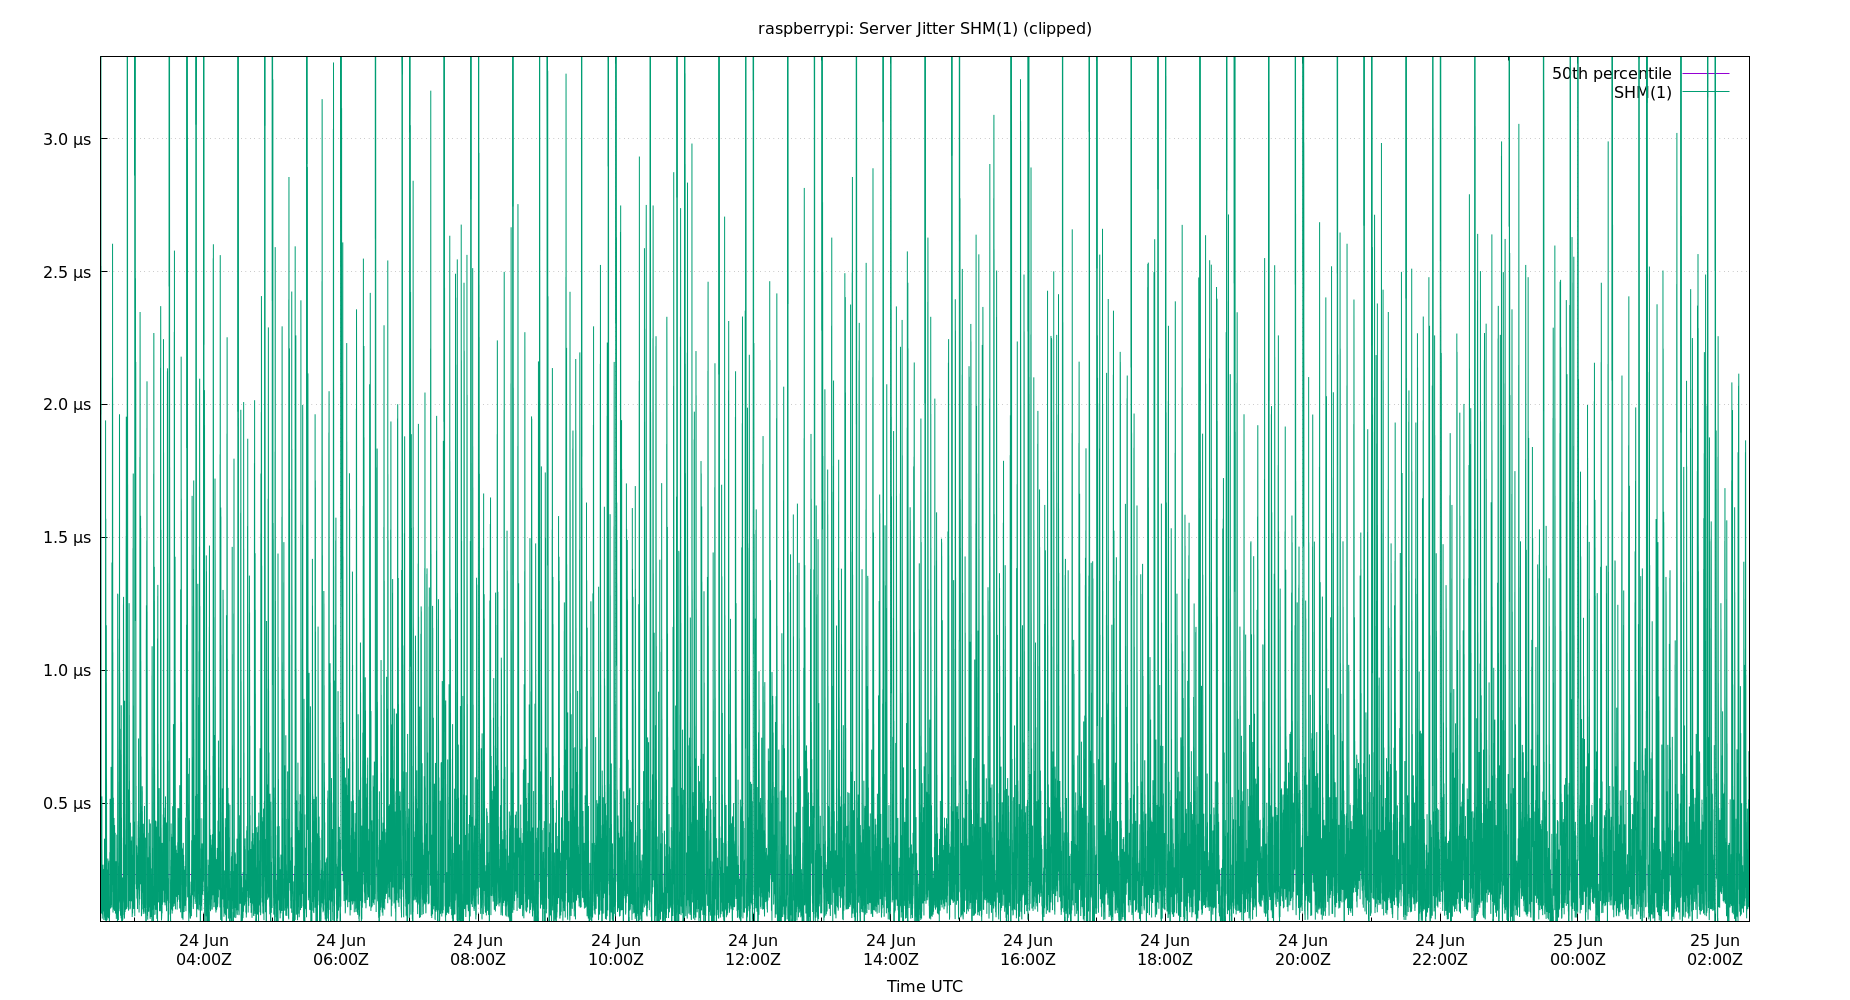 raspberrypi: Server Jitter SHM(1) (clipped)
50th percentile
SHM(1)
3.0 µs
2.5 µs
2.0 µs
1.5 µs
1.0 µs
0.5 µs
24 Jun 24 Jun 24 Jun 24 Jun 24 Jun 24 Jun 24 Jun 24 Jun 24 Jun 24 Jun 25 Jun 25 Jun
04:00Z 06:00Z 08:00Z 10:00Z 12:00Z 14:00Z 16:00Z 18:00Z 20:00Z 22:00Z 00:00Z 02:00Z
Time UTC